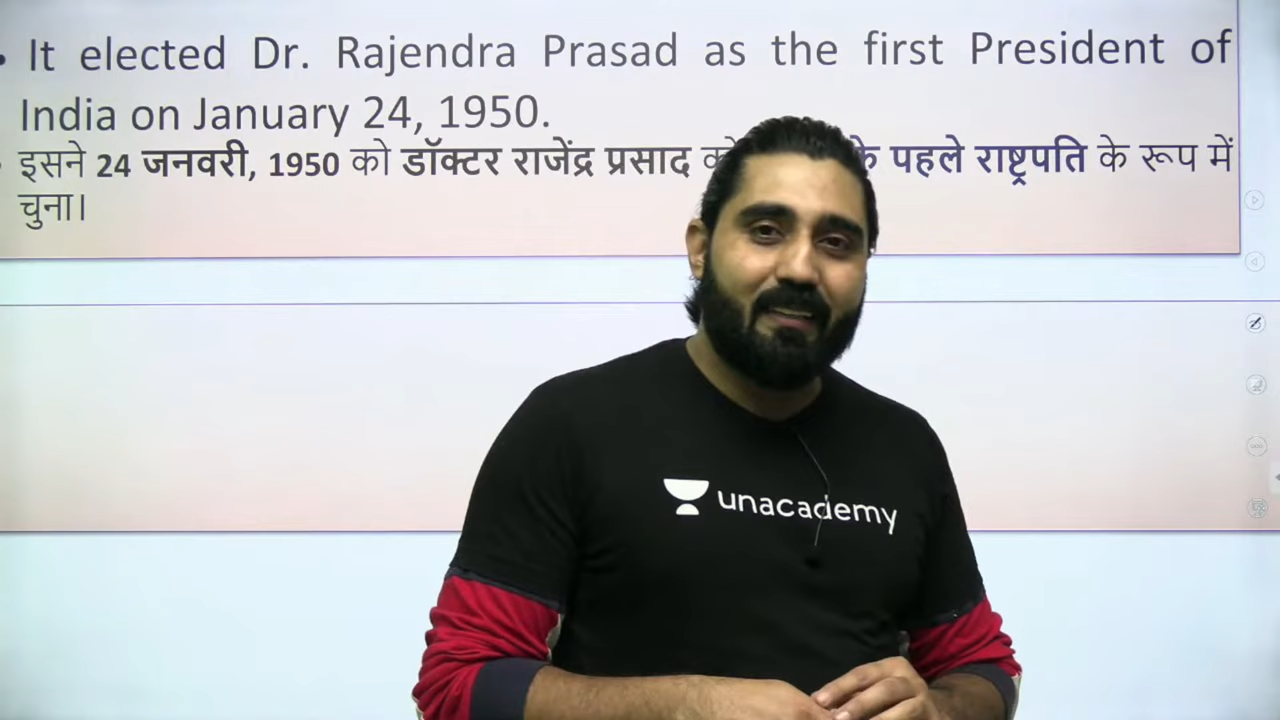 • It elected Dr. Rajendra Prasad as the first President of
India on January 24, 1950.
• इसने 24 जनवरी, 1950 को डॉक्टर राजेंद्र प्रसाद के पहले राष्ट्रपति के रूप में
चुना।
unacademy